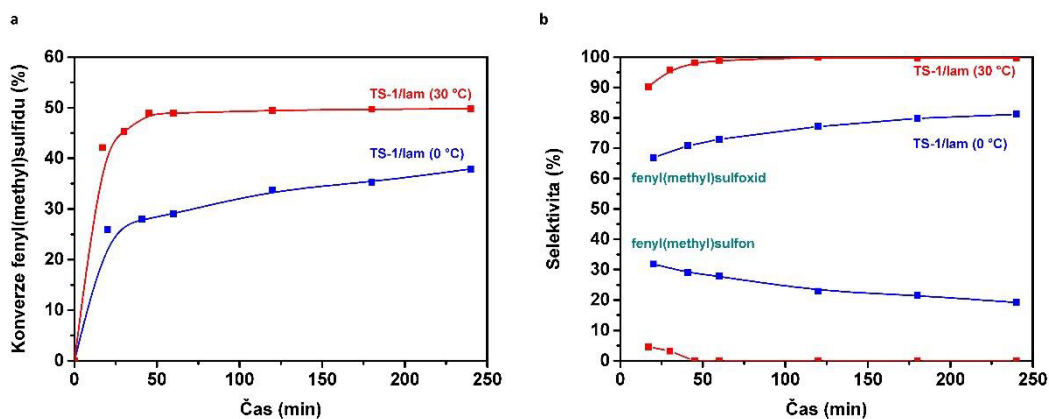 a
Konverze fenyl(methyl)sulfidu (%)
60
50
40
30
20
10
0
TS-1/lam (30 °C)
TS-1/lam (0 °C)
0
50
100
150
200
250
Čas (min)
b
Selektivita (%)
100
90
80
70
60
50
40
30
20
10
0
TS-1/lam (30 °C)
TS-1/lam (0 °C)
fenyl(methyl)sulfoxid
fenyl(methyl)sulfon
0
50
100
150
200
250
Čas (min)